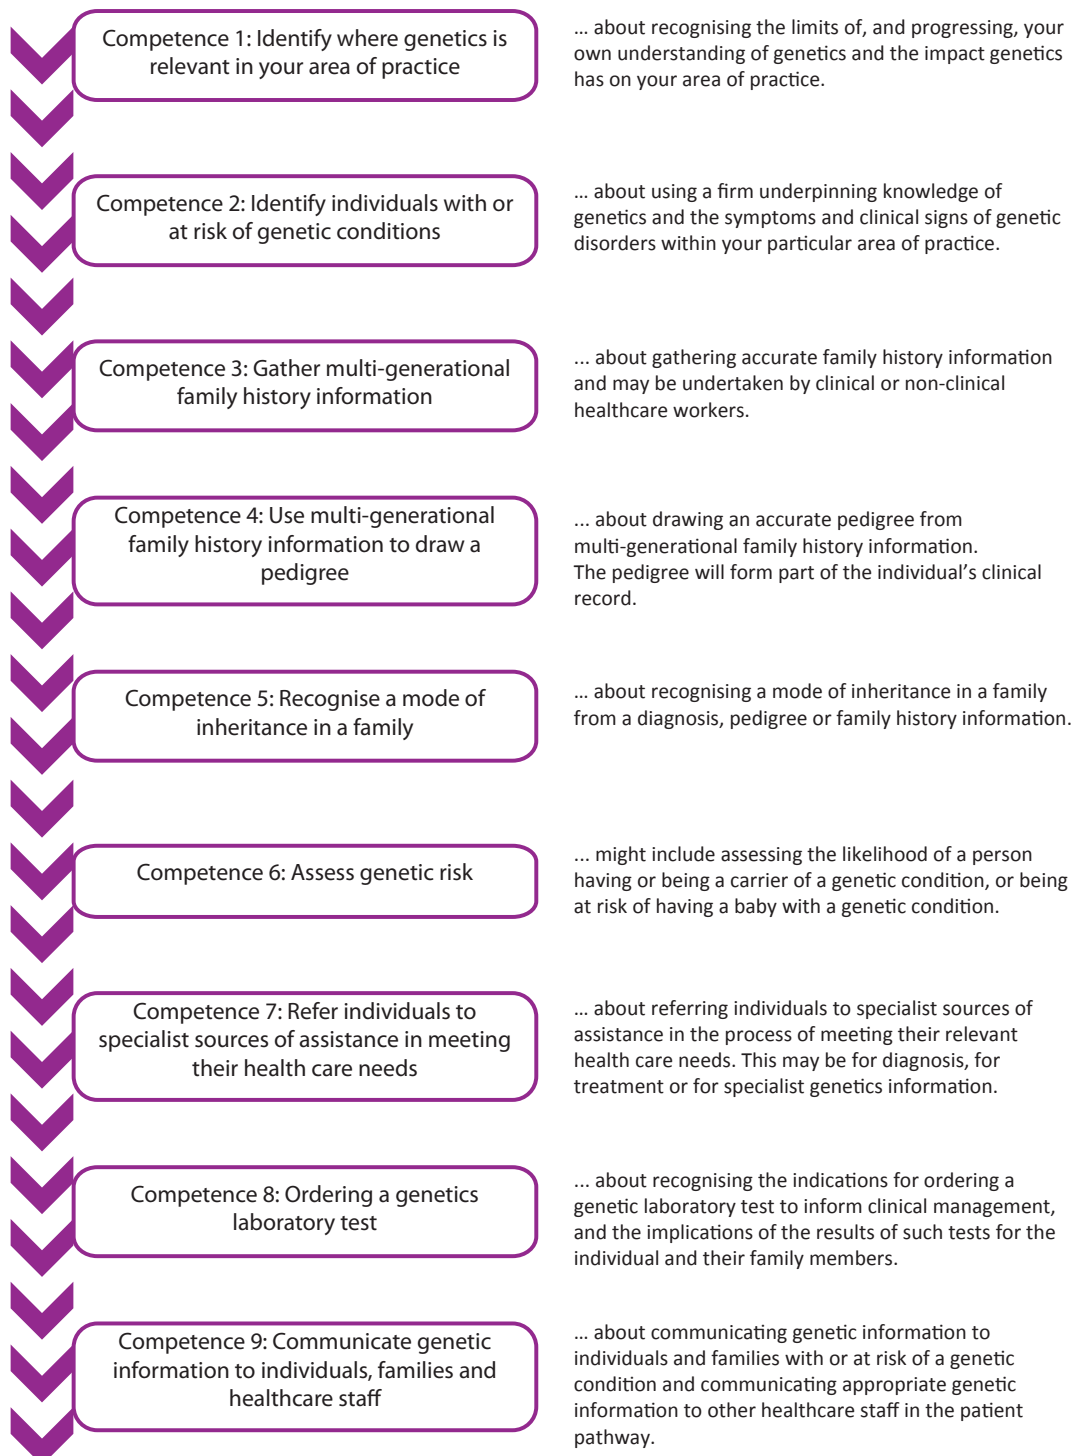 Competence 1: Identify where genetics is
relevant in your area of practice
... about recognising the limits of, and progressing, your
own understanding of genetics and the impact genetics
has on your area of practice.
Competence 2: Identify individuals with or
at risk of genetic conditions
... about using a firm underpinning knowledge of
genetics and the symptoms and clinical signs of genetic
disorders within your particular area of practice.
Competence 3: Gather multi-generational
family history information
... about gathering accurate family history information
and may be undertaken by clinical or non-clinical
healthcare workers.
Competence 4: Use multi-generational
family history information to draw a
pedigree
... about drawing an accurate pedigree from
multi-generational family history information.
The pedigree will form part of the individual's clinical
record.
Competence 5: Recognise a mode of
inheritance in a family
... about recognising a mode of inheritance in a family
from a diagnosis, pedigree or family history information.
Competence 6: Assess genetic risk
... might include assessing the likelihood of a person
having or being a carrier of a genetic condition, or being
at risk of having a baby with a genetic condition.
Competence 7: Refer individuals to
specialist sources of assistance in meeting
their health care needs
... about referring individuals to specialist sources of
assistance in the process of meeting their relevant
health care needs. This may be for diagnosis, for
treatment or for specialist genetics information.
Competence 8: Ordering a genetics
laboratory test
... about recognising the indications for ordering a
genetic laboratory test to inform clinical management,
and the implications of the results of such tests for the
individual and their family members.
Competence 9: Communicate genetic
information to individuals, families and
healthcare staff
... about communicating genetic information to
individuals and families with or at risk of a genetic
condition and communicating appropriate genetic
information to other healthcare staff in the patient
pathway.